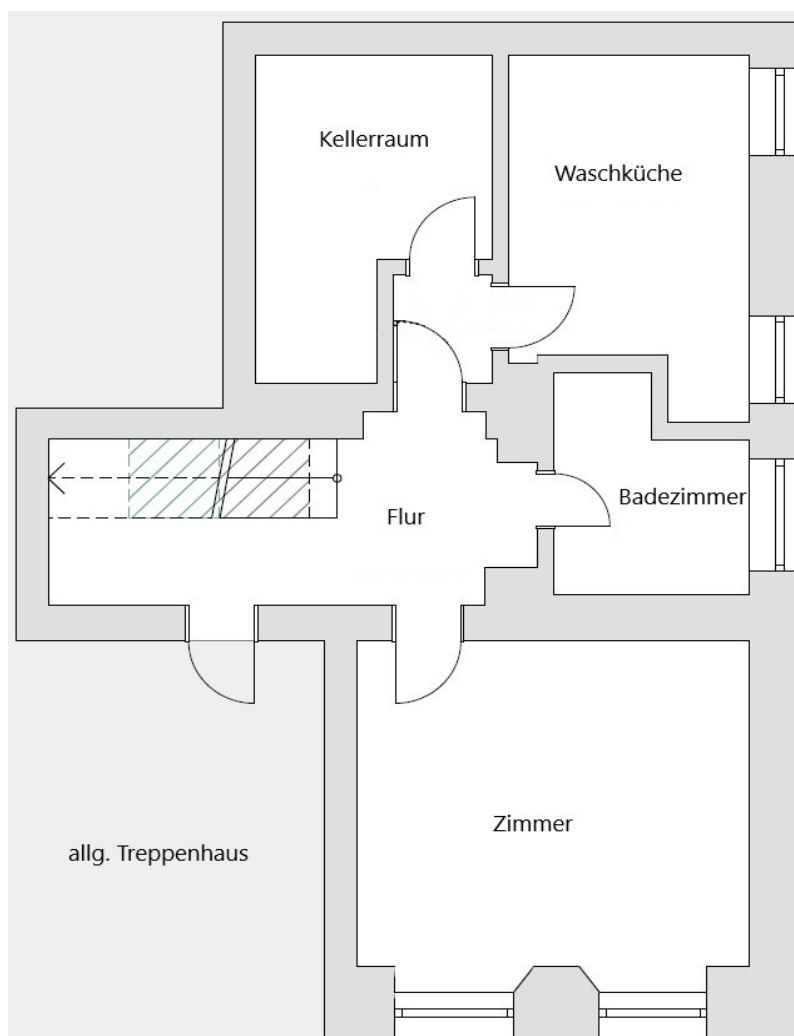 Kellerraum
Waschküche
Flur
Badezimmer
Zimmer
allg. Treppenhaus